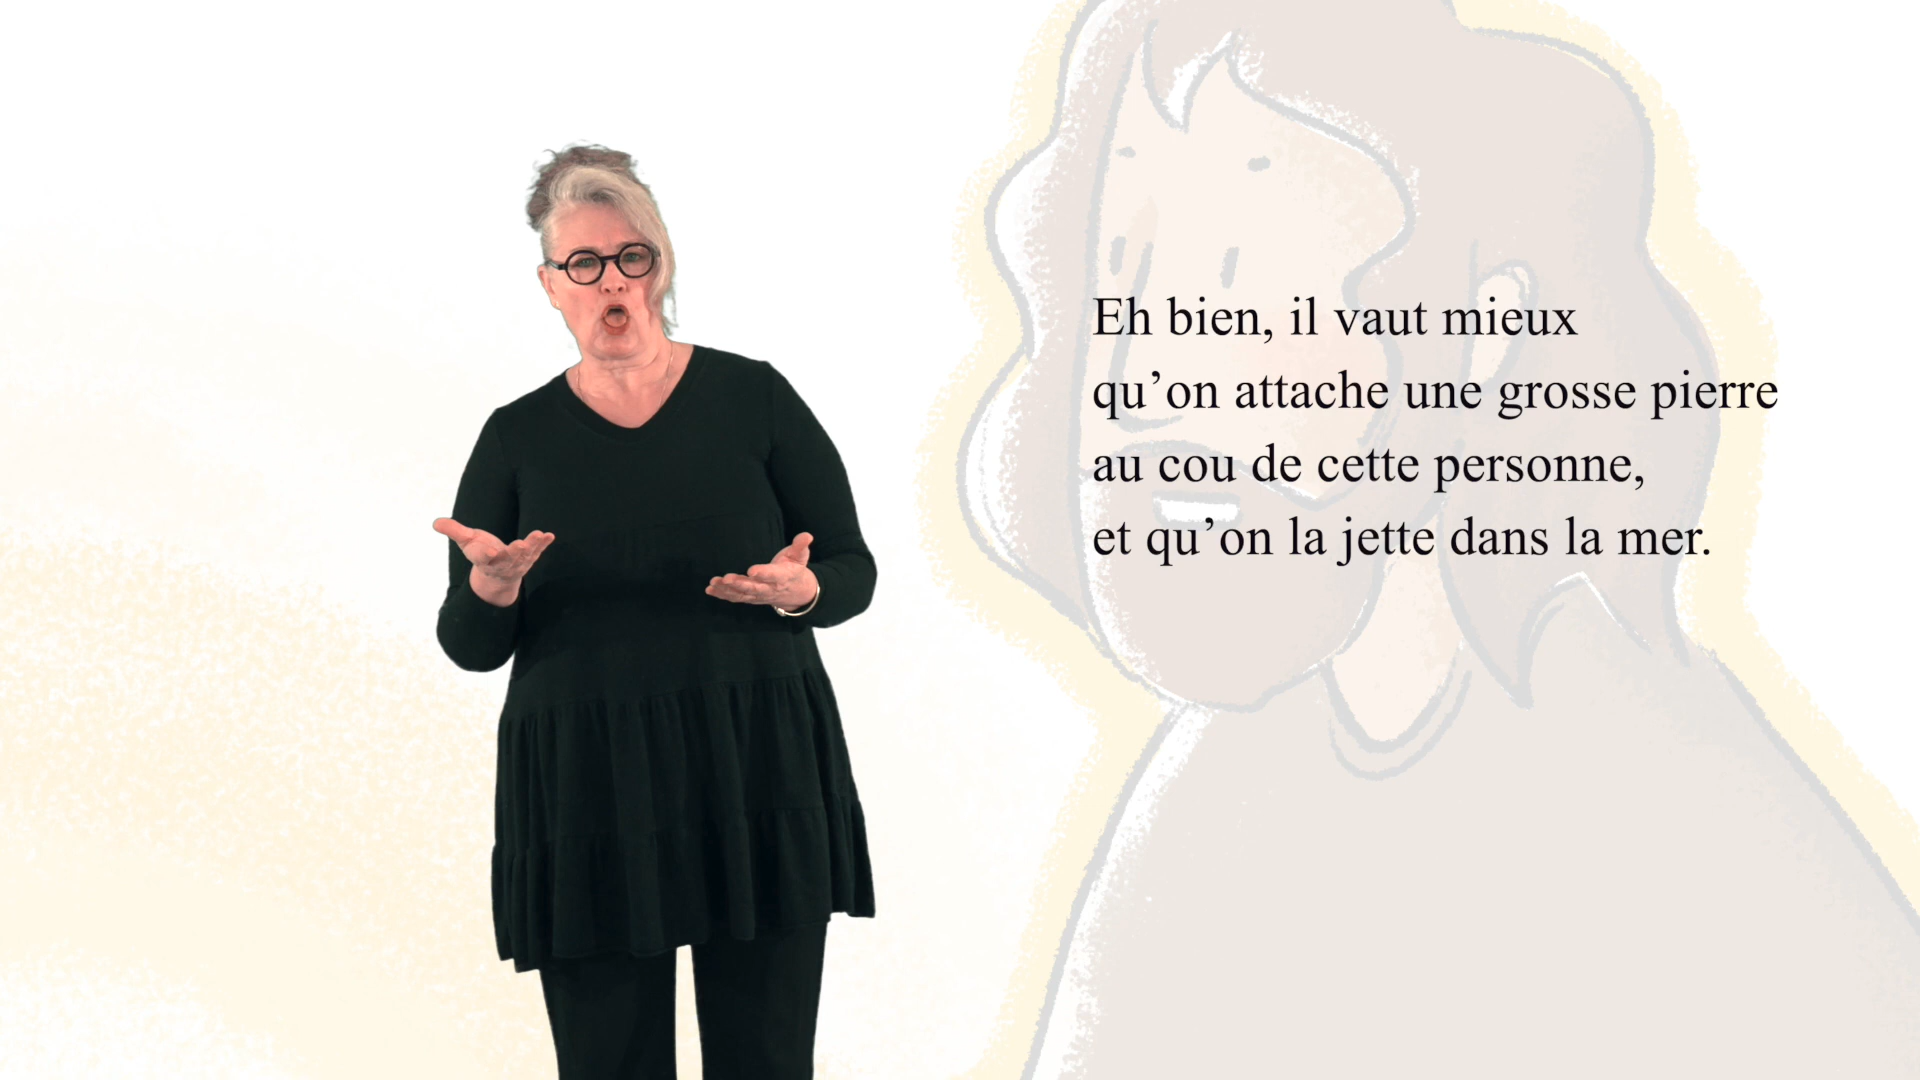 Eh bien, il vaut mieux
qu’on attache une grosse pierre
au cou de cette personne,
et qu’on la jette dans la mer.